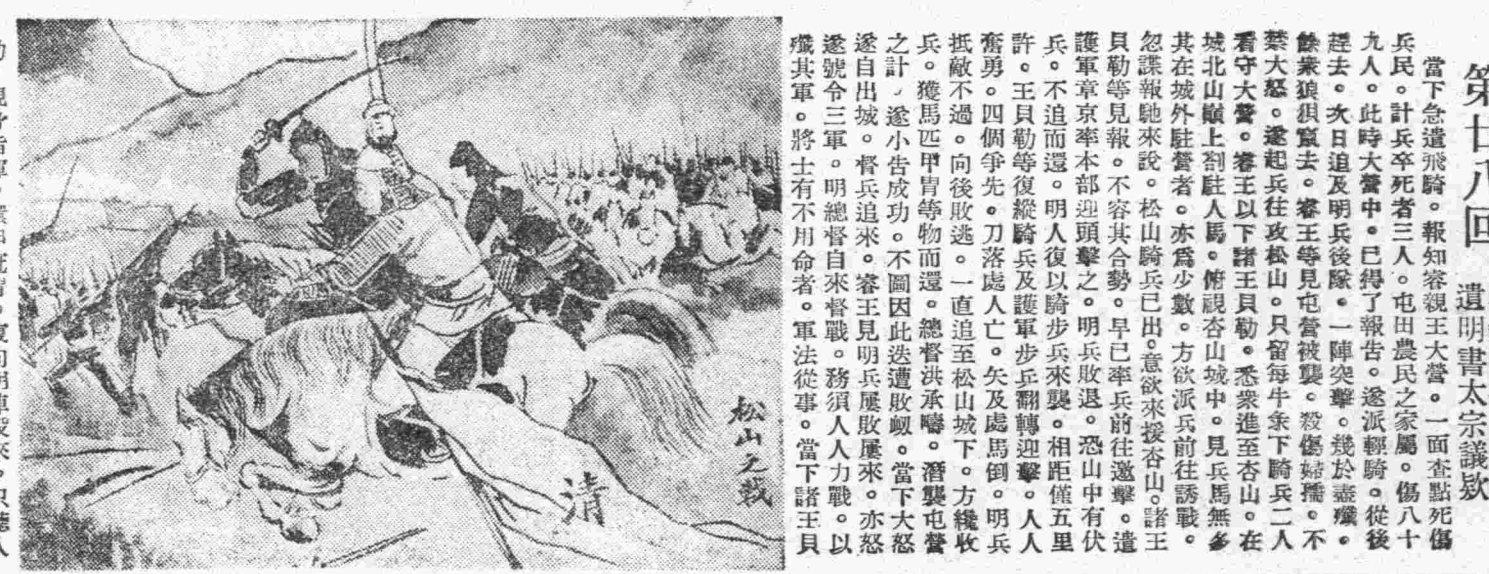 第廿八回 遺明書太宗議欵
當下急遣飛騎。報知睿親王大營。一面查點死傷
兵民。計兵卒死者三人。屯田農民之家屬。傷八十
九人。此時大營中。已得了報告。遂派輕騎。從後
趕去。次日追及明兵後隊。一陣突擊。幾於盡殲。
餘衆狼狽竄去。睿王等見屯營被襲。殺傷婦孺。不
禁大怒。遂起兵往攻松山。只留每牛彔下騎兵二人
看守大營。睿王以下諸王貝勒。悉衆進至杏山。在
城北山巔上劄駐人馬。俯視杏山城中。見兵馬無多
其在城外駐營者。亦爲少數。方欲派兵前往誘戰。
忽諜報馳來說。松山騎兵已出。意欲來援杏山。諸王
貝勒等見報。不容其合勢。早已率兵前往邀擊。遣
護軍章京率本部迎頭擊之。明兵敗退。恐山中有伏
兵。不追而還。明人復以騎步兵來襲。相距僅五里
許。王貝勒等復縱騎兵及護軍步兵翻轉迎擊。人人
奮勇。四個爭先。刀落處人亡。矢及處馬倒。明兵
抵敵不過。向後敗逃。一直追至松山城下。方纔收
兵。獲馬匹甲冑等物而還。總督洪承疇。潛襲屯營
之計。遂小告成功。不圖因此迭遭敗衂。當下大怒
遂自出城。督兵追來。睿王見明兵屢敗屢來。亦怒
遂號令三軍。明總督自來督戰。務須人人力戰。以
殲其軍。將士有不用命者。軍法從事。當下諸王貝
松山之戰
清